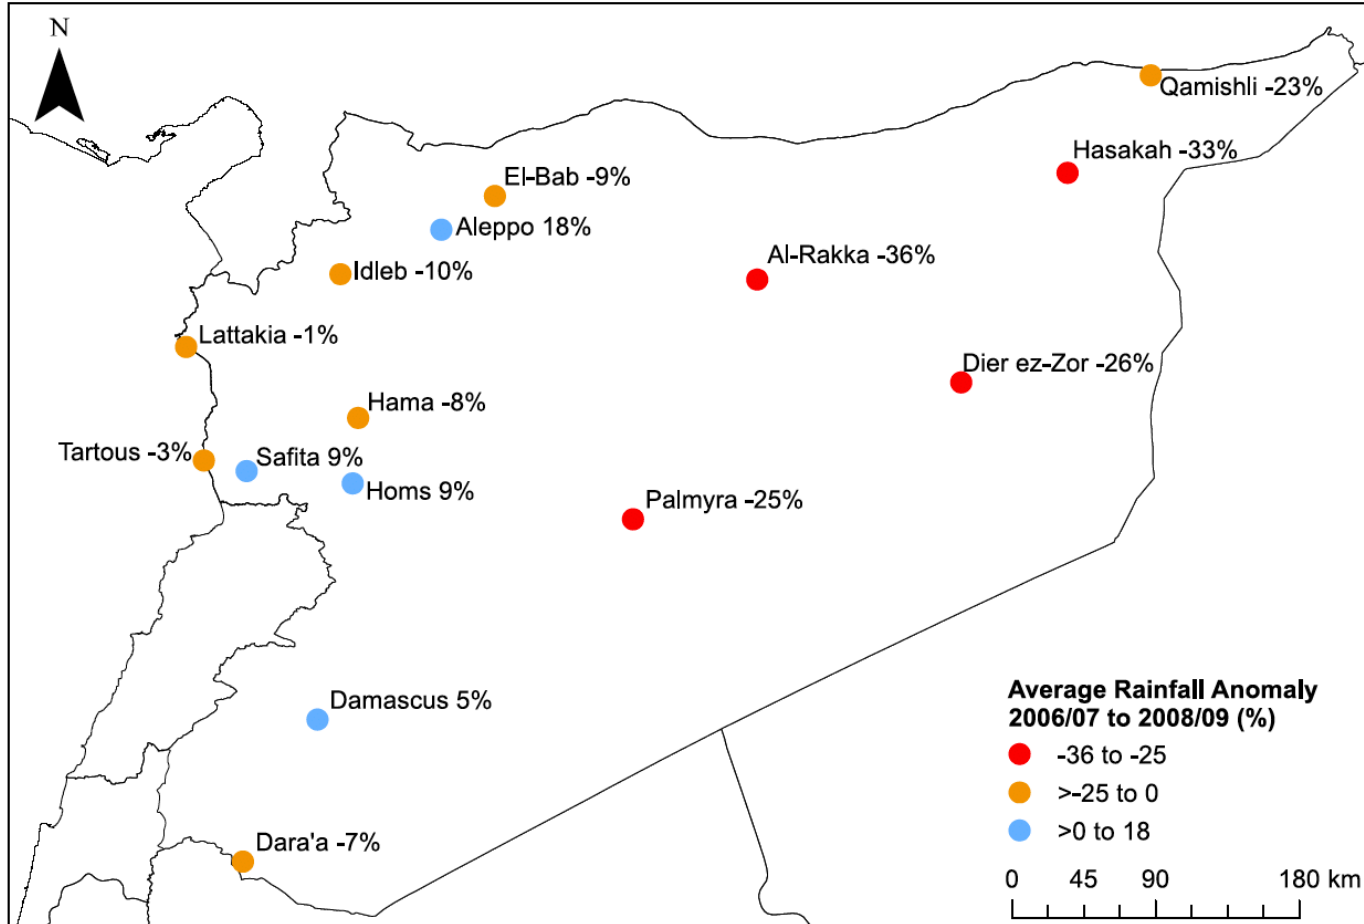 N
Qamishli -23%
Hasakah -33%
El-Bab -9%
Aleppo 18%
Al-Rakka -36%
Idleb -10%
Lattakia -1%
Dier ez-Zor -26%
Hama -8%
Tartous -3%
Safita 9%
Homs 9%
Palmyra -25%
Damascus 5%
Dara'a -7%
Average Rainfall Anomaly
2006/07 to 2008/09 (%)
-36 to -25
>-25 to 0
>0 to 18
0 45 90 180 km